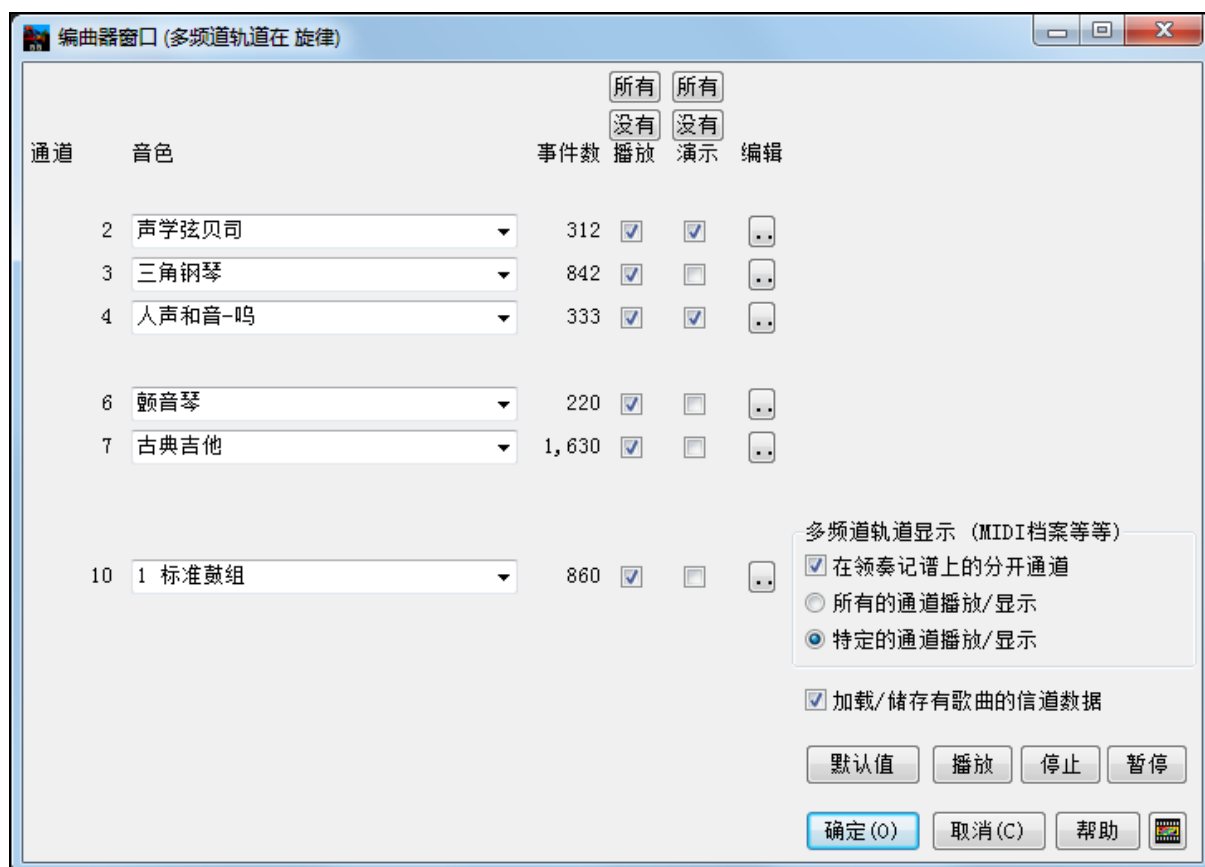 编曲器窗口 (多频道轨道在 旋律)
所有 所有
没有 没有
通道 音色 事件数 播放 演示 编辑
2 声学弦贝司 312 ..
3 三角钢琴 842 ..
4 人声和音-呜 333 ..
6 颤音琴 220 ..
7 古典吉他 1,630 ..
多频道轨道显示 (MIDI档案等等)
在领奏记谱上的分开通道
10 1 标准鼓组 860 ..
所有的通道播放/显示
特定的通道播放/显示
加载/储存有歌曲的信道数据
默认值 播放 停止 暂停
确定(O) 取消(C) 帮助